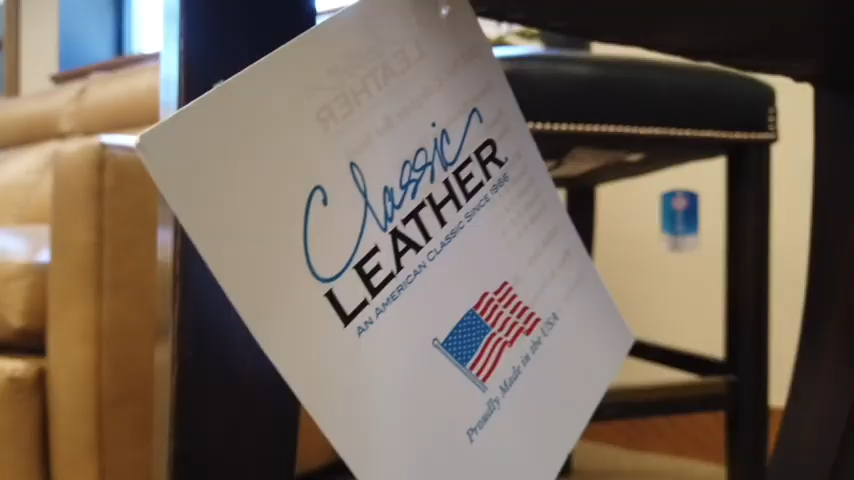 Classic
LEATHER.
AN AMERICAN CLASSIC SINCE 1966
Proudly Made in the USA